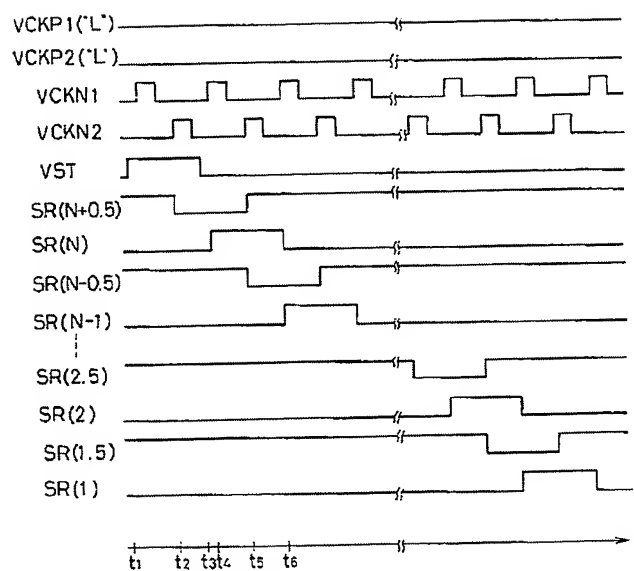 VCKP1("L")
VCKP2("L")
VCKN1
VCKN2
VST
SR(N+0.5)
SR(N)
SR(N-0.5)
SR(N-1)
SR(2.5)
SR(2)
SR(1.5)
SR(1)
t1 t2 t3 t4 t5 t6